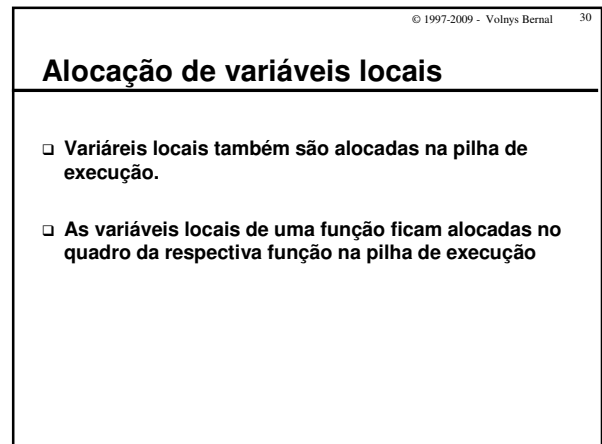 © 1997-2009 - Volnys Bernal 30
Alocação de variáveis locais
❑ Variáreis locais também são alocadas na pilha de
execução.
❑ As variáveis locais de uma função ficam alocadas no
quadro da respectiva função na pilha de execução